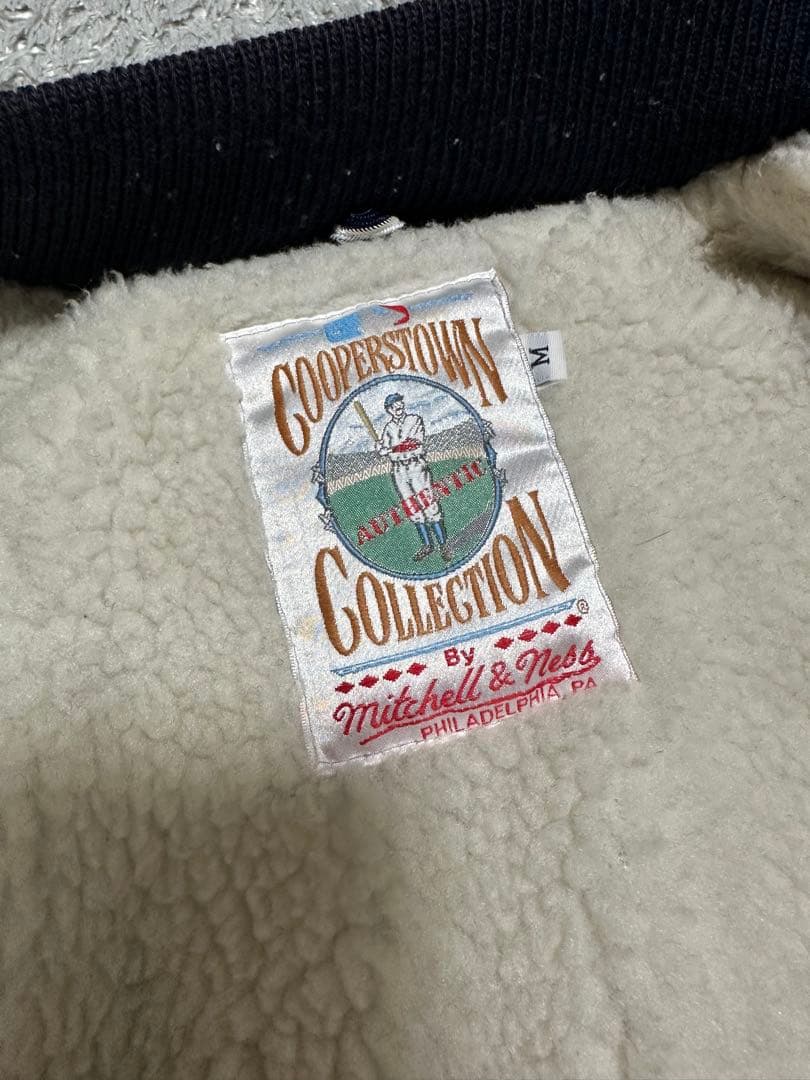 COOPERSTOWN
M
AUTHENTIC
COLLECTION
®
By
Mitchell & Ness
PHILADELPHIA, PA